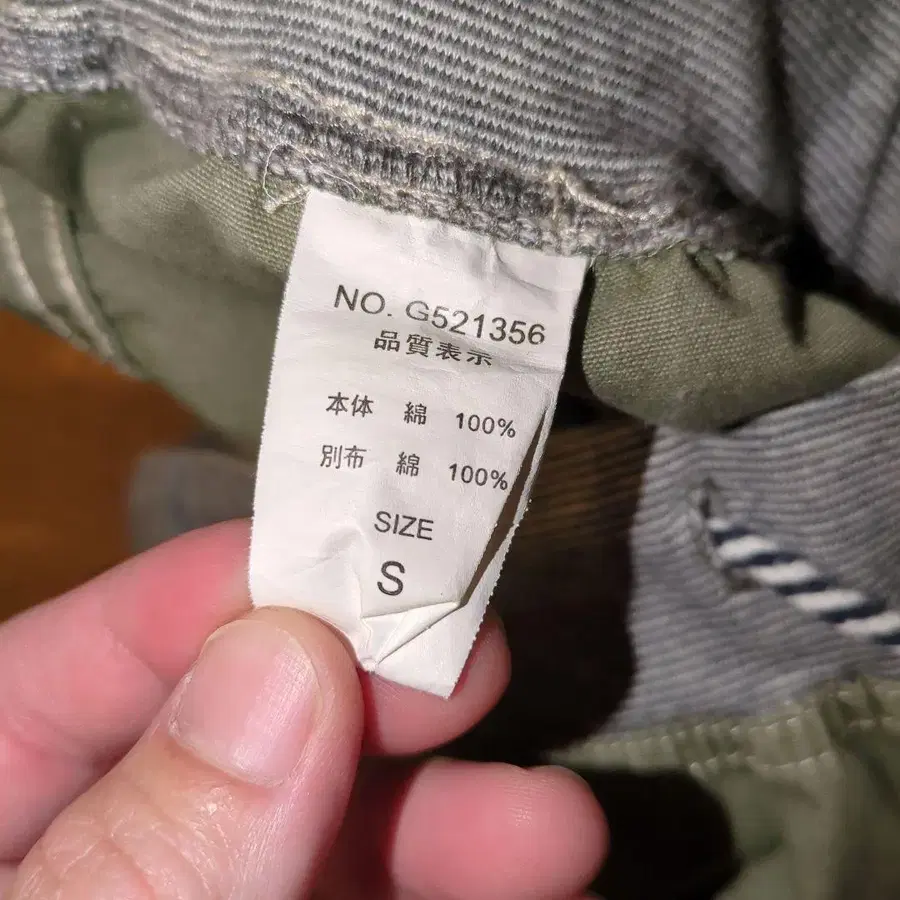 NO. G521356
品質表示
本体 綿 100%
別布 綿 100%
SIZE
S